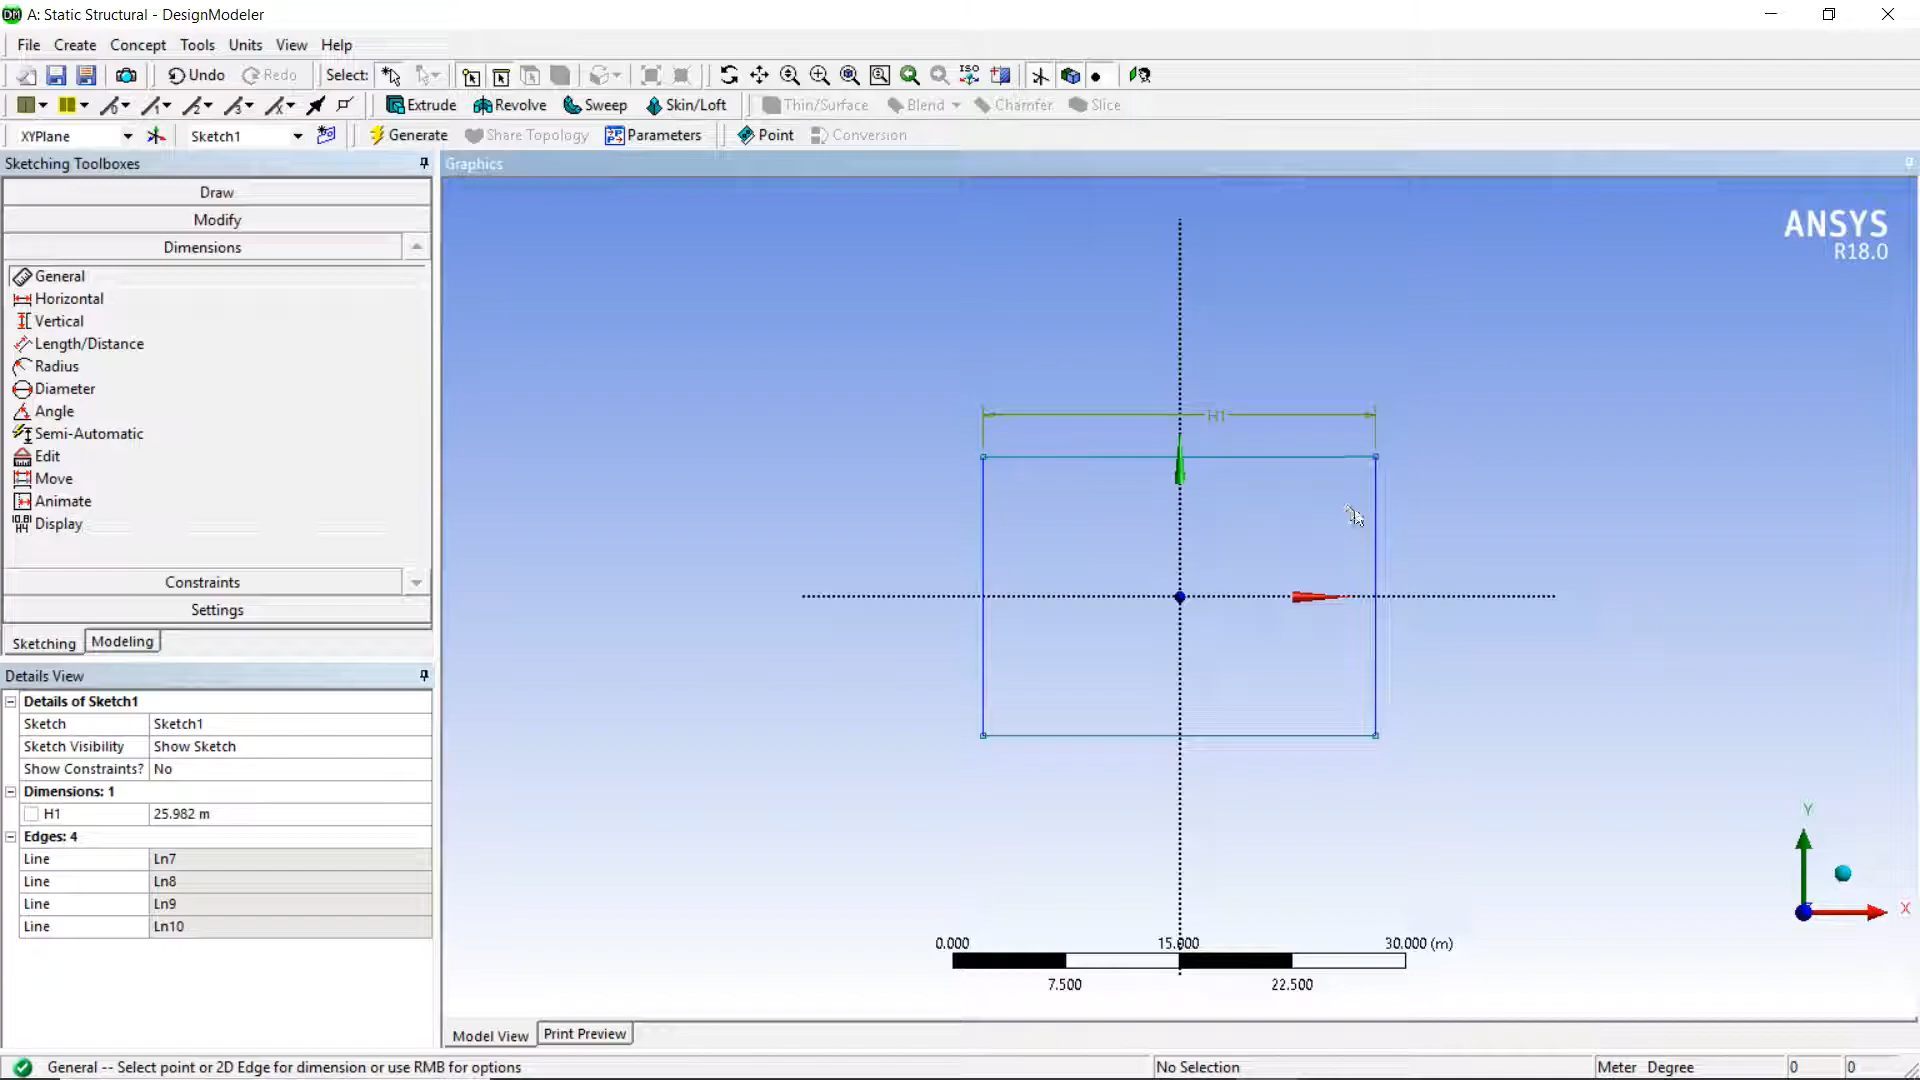 A: Static Structural - DesignModeler
File Create Concept Tools Units View Help
Undo Redo Select: ISO
Extrude Revolve Sweep Skin/Loft Thin/Surface Blend Chamfer Slice
XYPlane Sketch1 Generate Share Topology Parameters Point Conversion
Sketching Toolboxes
Draw
Modify
Dimensions
General
Horizontal
Vertical
Length/Distance
Radius
Diameter
Angle
Semi-Automatic
Edit
Move
Animate
Display
Constraints
Settings
Sketching Modeling
Details View
Details of Sketch1
Sketch Sketch1
Sketch Visibility Show Sketch
Show Constraints? No
Dimensions: 1
H1 25.982 m
Edges: 4
Line Ln7
Line Ln8
Line Ln9
Line Ln10
Graphics
ANSYS
R18.0
H1
Y
X
0.000 15.000 30.000 (m)
7.500 22.500
Model View Print Preview
General -- Select point or 2D Edge for dimension or use RMB for options No Selection Meter Degree 0 0